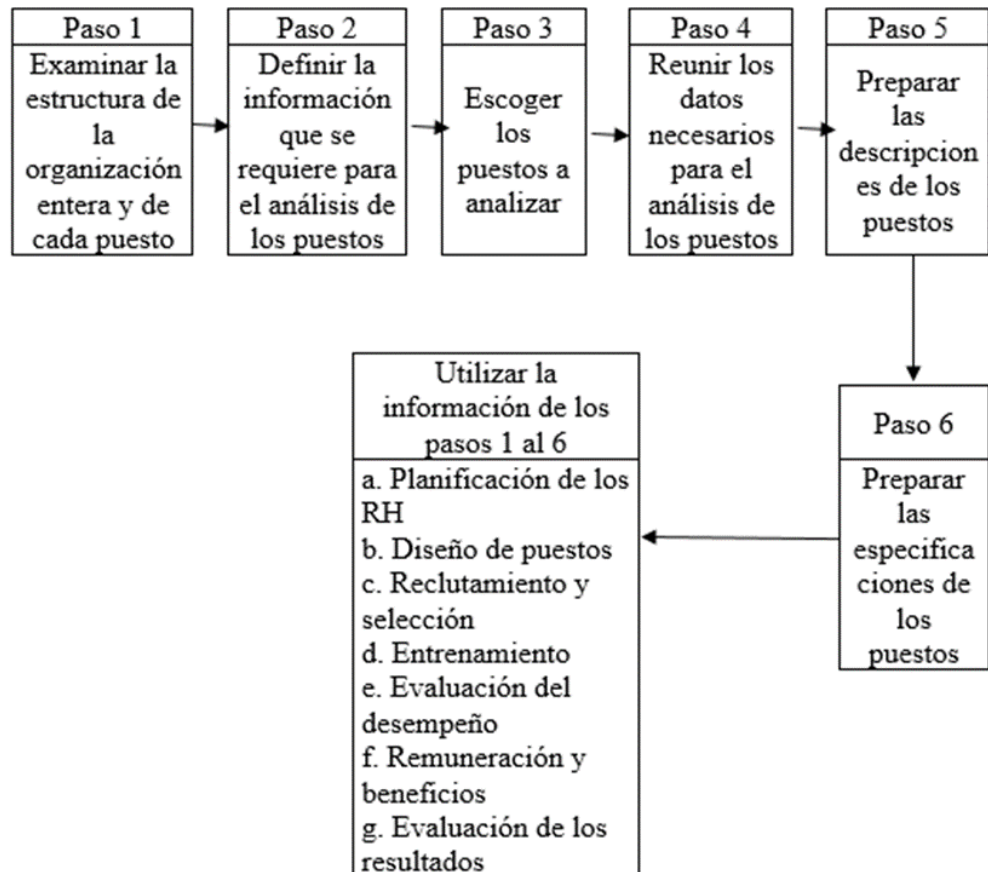 Paso 1
Examinar la
estructura de
la
organización
entera y de
cada puesto
Paso 2
Definir la
información
que se
requiere para
el análisis de
los puestos
Paso 3
Escoger
los
puestos a
analizar
Paso 4
Reunir los
datos
necesarios
para el
análisis de
los puestos
Paso 5
Preparar
las
descripcion
es de los
puestos
Paso 6
Preparar
las
especifica
ciones de
los
puestos
Utilizar la
información de los
pasos 1 al 6
a. Planificación de los
RH
b. Diseño de puestos
c. Reclutamiento y
selección
d. Entrenamiento
e. Evaluación del
desempeño
f. Remuneración y
beneficios
g. Evaluación de los
resultados